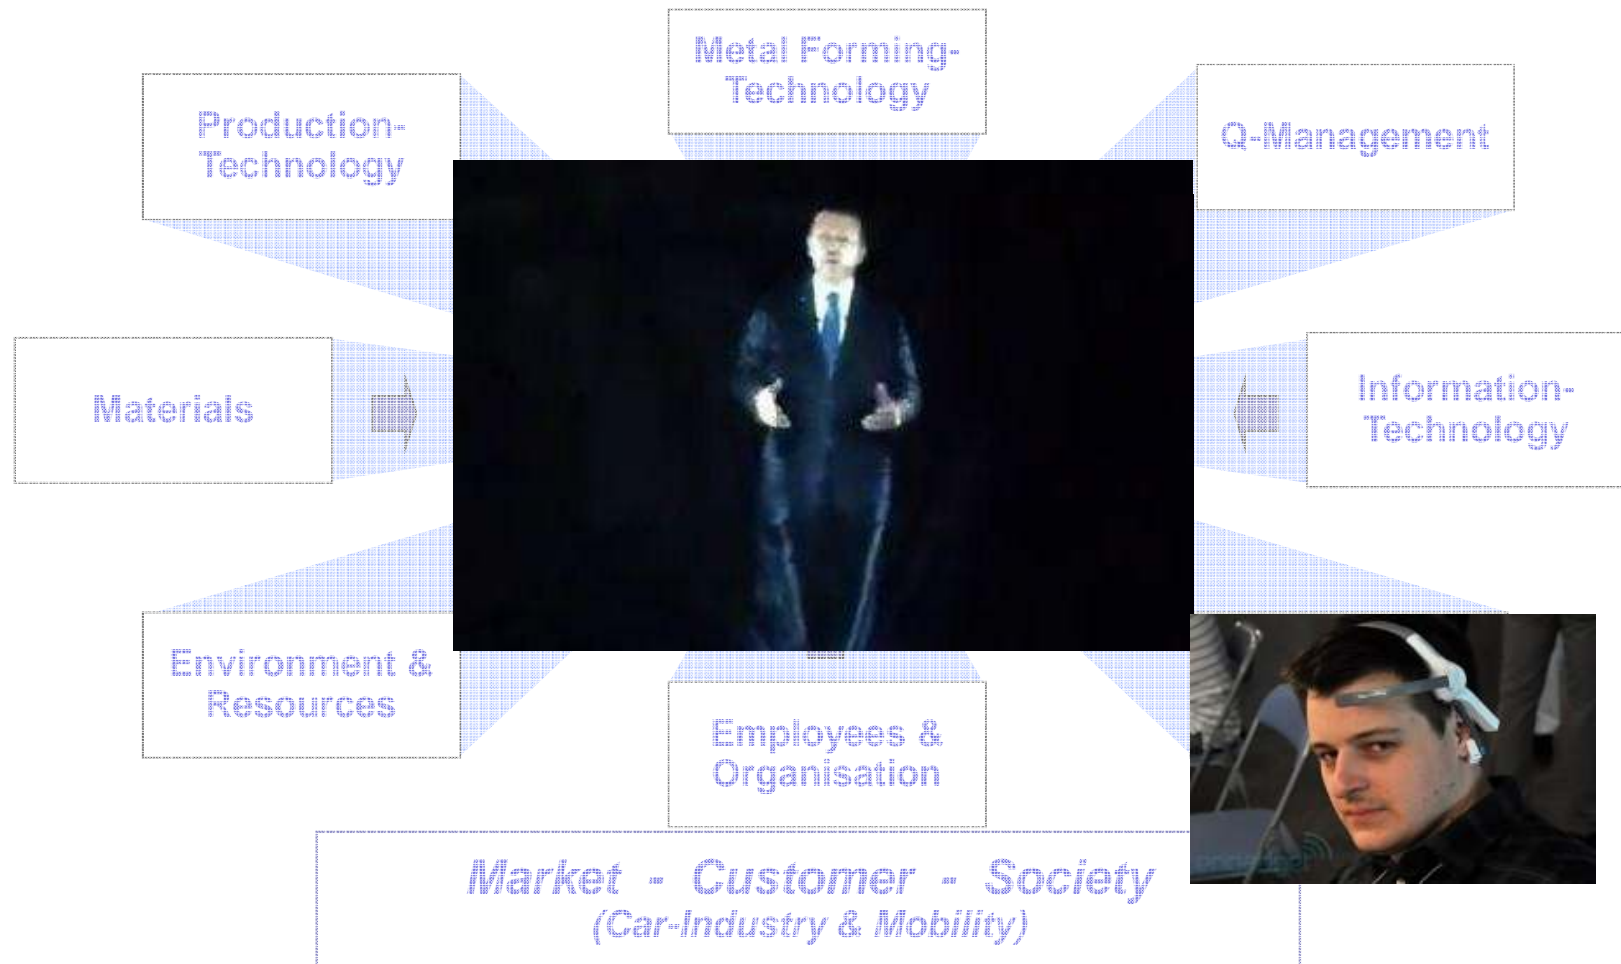 Metal Forming-
Technology
Production-
Technology
Q-Management
Materials
Information-
Technology
Environment &
Resources
Employees &
Organisation
Market - Customer - Society
(Car-Industry & Mobility)